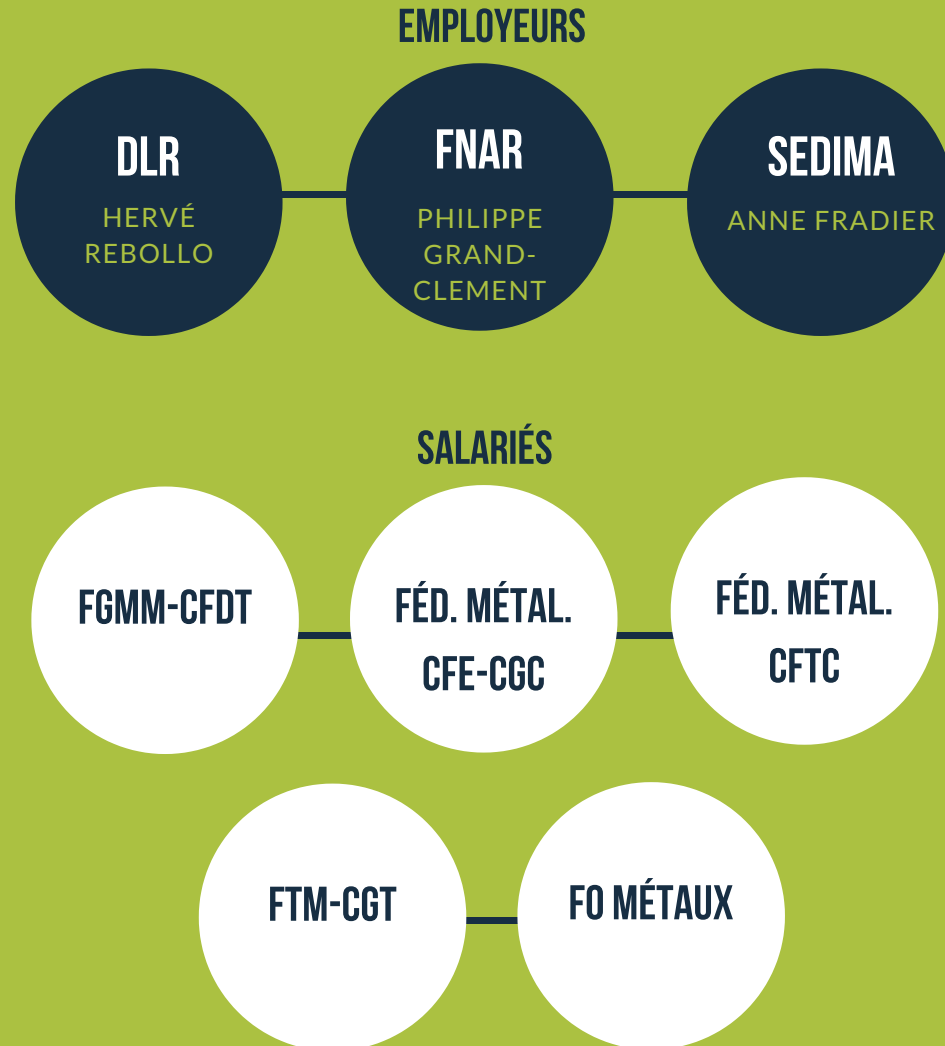 EMPLOYEURS
DLR
HERVÉ
REBOLLO
FNAR
PHILIPPE
GRAND-
CLEMENT
SEDIMA
ANNE FRADIER
SALARIÉS
FGMM-CFDT
FÉD. MÉTAL.
CFE-CGC
FÉD. MÉTAL.
CFTC
FTM-CGT
FO MÉTAUX